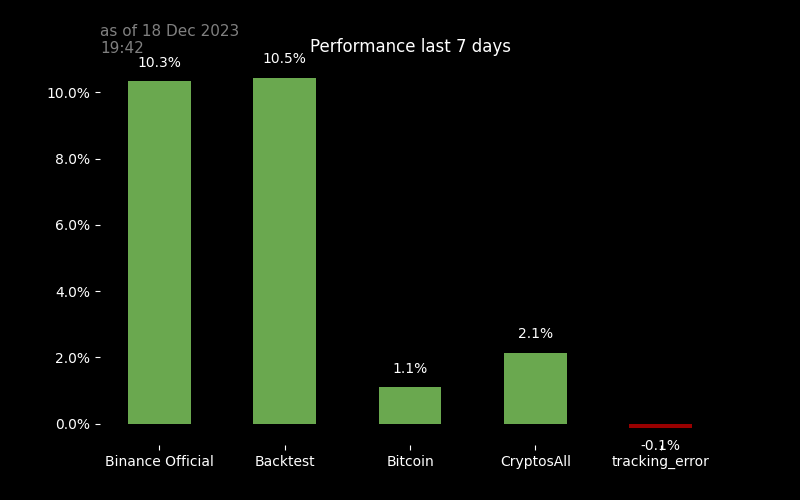 as of 18 Dec 2023
19:42
Performance last 7 days
10.3%
10.5%
1.1%
2.1%
-0.1%
10.0%
8.0%
6.0%
4.0%
2.0%
0.0%
Binance Official
Backtest
Bitcoin
CryptosAll
tracking_error